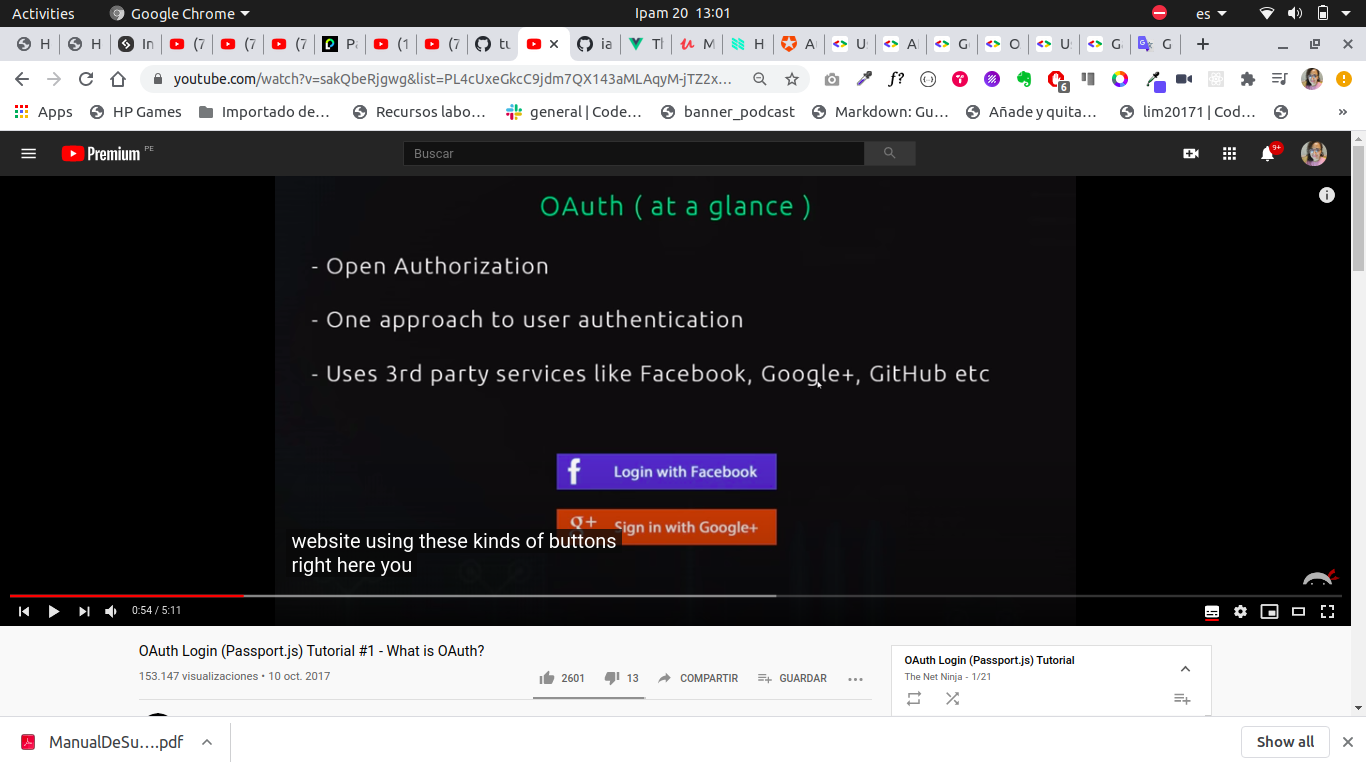 Activities Google Chrome Ipam 20 13:01 es
H H In (7 (7 (7 Pa (1 (7 tu ia Tl M H A U A G O U G G
youtube.com/watch?v=sakQbeRjgwg&list=PL4cUxeGkcC9jdm7QX143aMLAqyM-jTZ2x...
6
Apps HP Games Importado de... Recursos labo... general | Code... banner_podcast Markdown: Gu... Añade y quita... lim20171 | Cod... »
Premium PE Buscar 9+
OAuth ( at a glance )
- Open Authorization
- One approach to user authentication
- Uses 3rd party services like Facebook, Google+, GitHub etc
f Login with Facebook
g+ Sign in with Google+
website using these kinds of buttons
right here you
0:54 / 5:11
OAuth Login (Passport.js) Tutorial #1 - What is OAuth?
153.147 visualizaciones • 10 oct. 2017
2601 13 COMPARTIR GUARDAR
OAuth Login (Passport.js) Tutorial
The Net Ninja - 1/21
ManualDeSu....pdf Show all